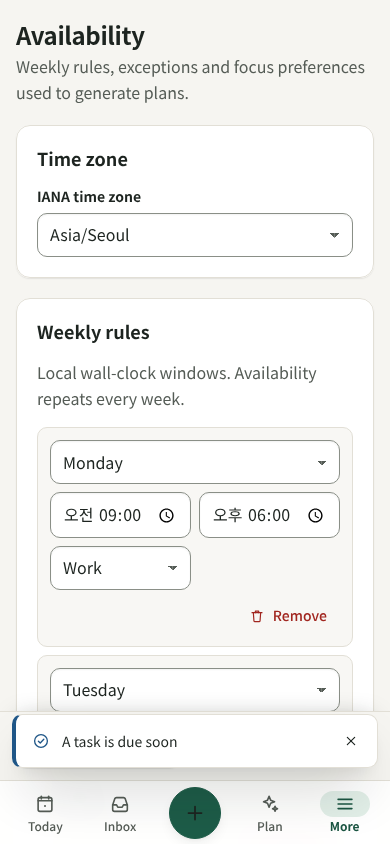 Availability
Weekly rules, exceptions and focus preferences
used to generate plans.
Time zone
IANA time zone
Asia/Seoul
Weekly rules
Local wall-clock windows. Availability
repeats every week.
Monday
오전 09:00 오후 06:00
Work
Remove
Tuesday
A task is due soon
Today Inbox Plan More